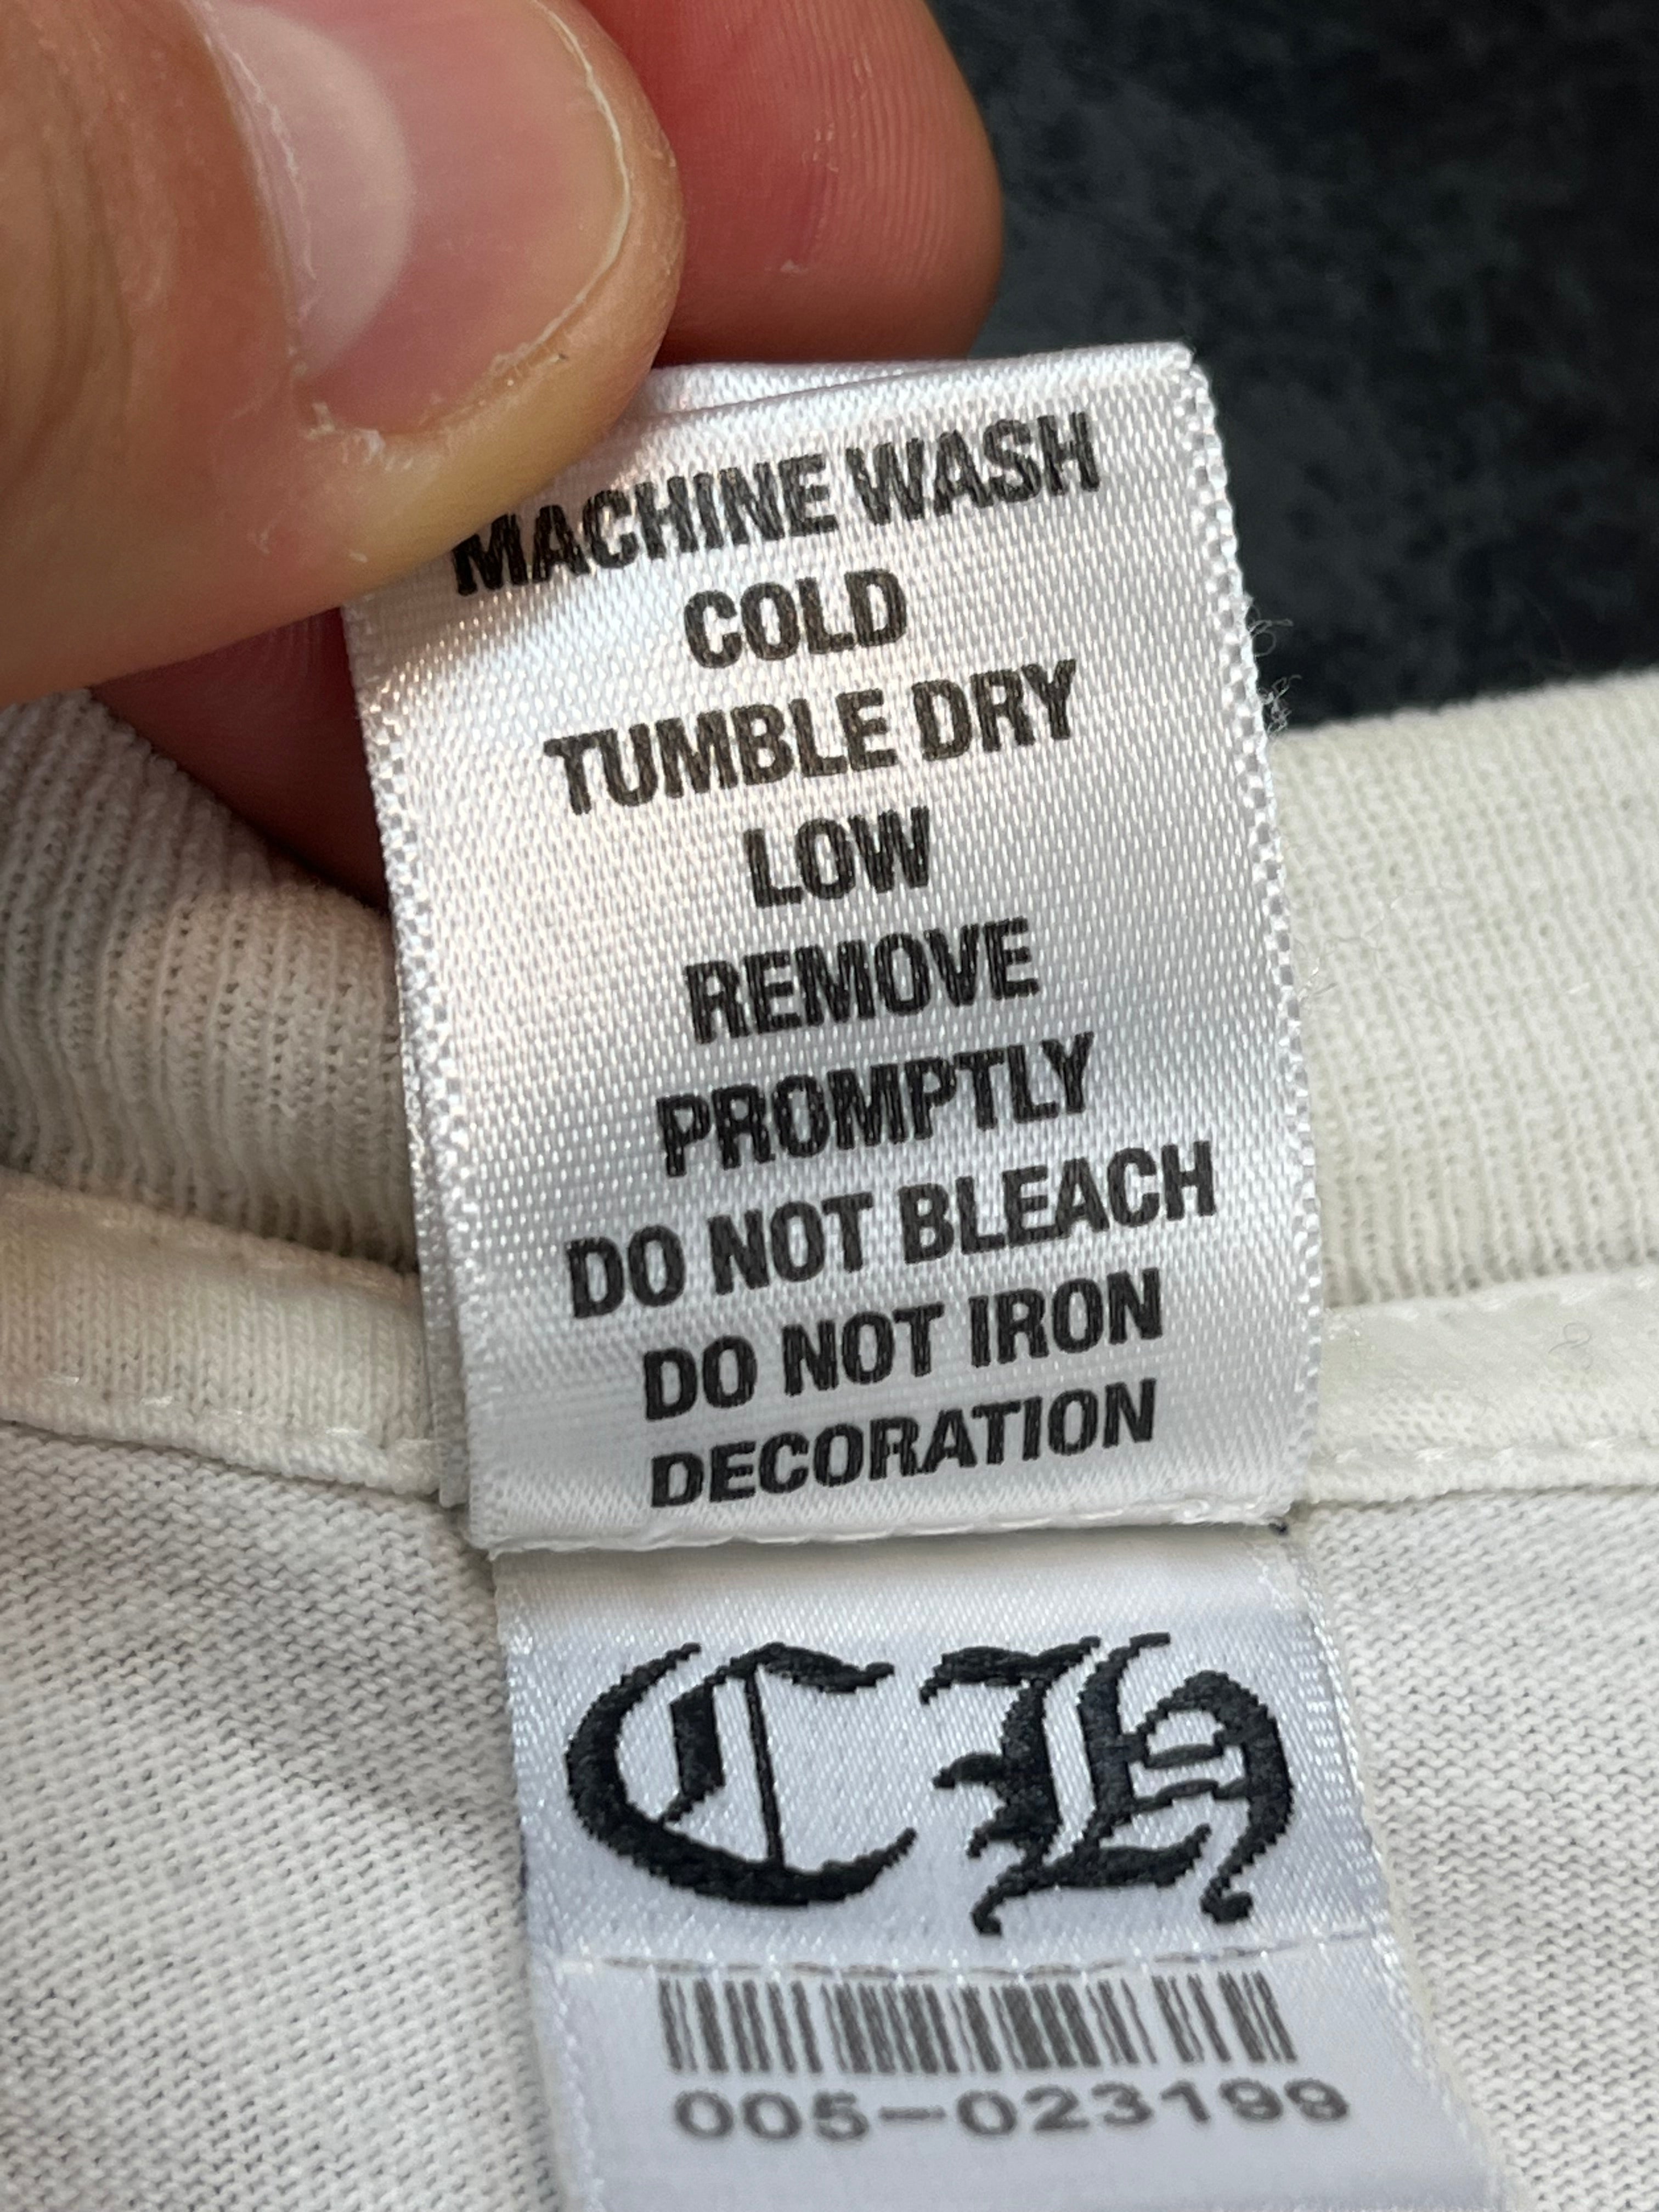 MACHINE WASH
COLD
TUMBLE DRY
LOW
REMOVE
PROMPTLY
DO NOT BLEACH
DO NOT IRON
DECORATION
CH
005-023199